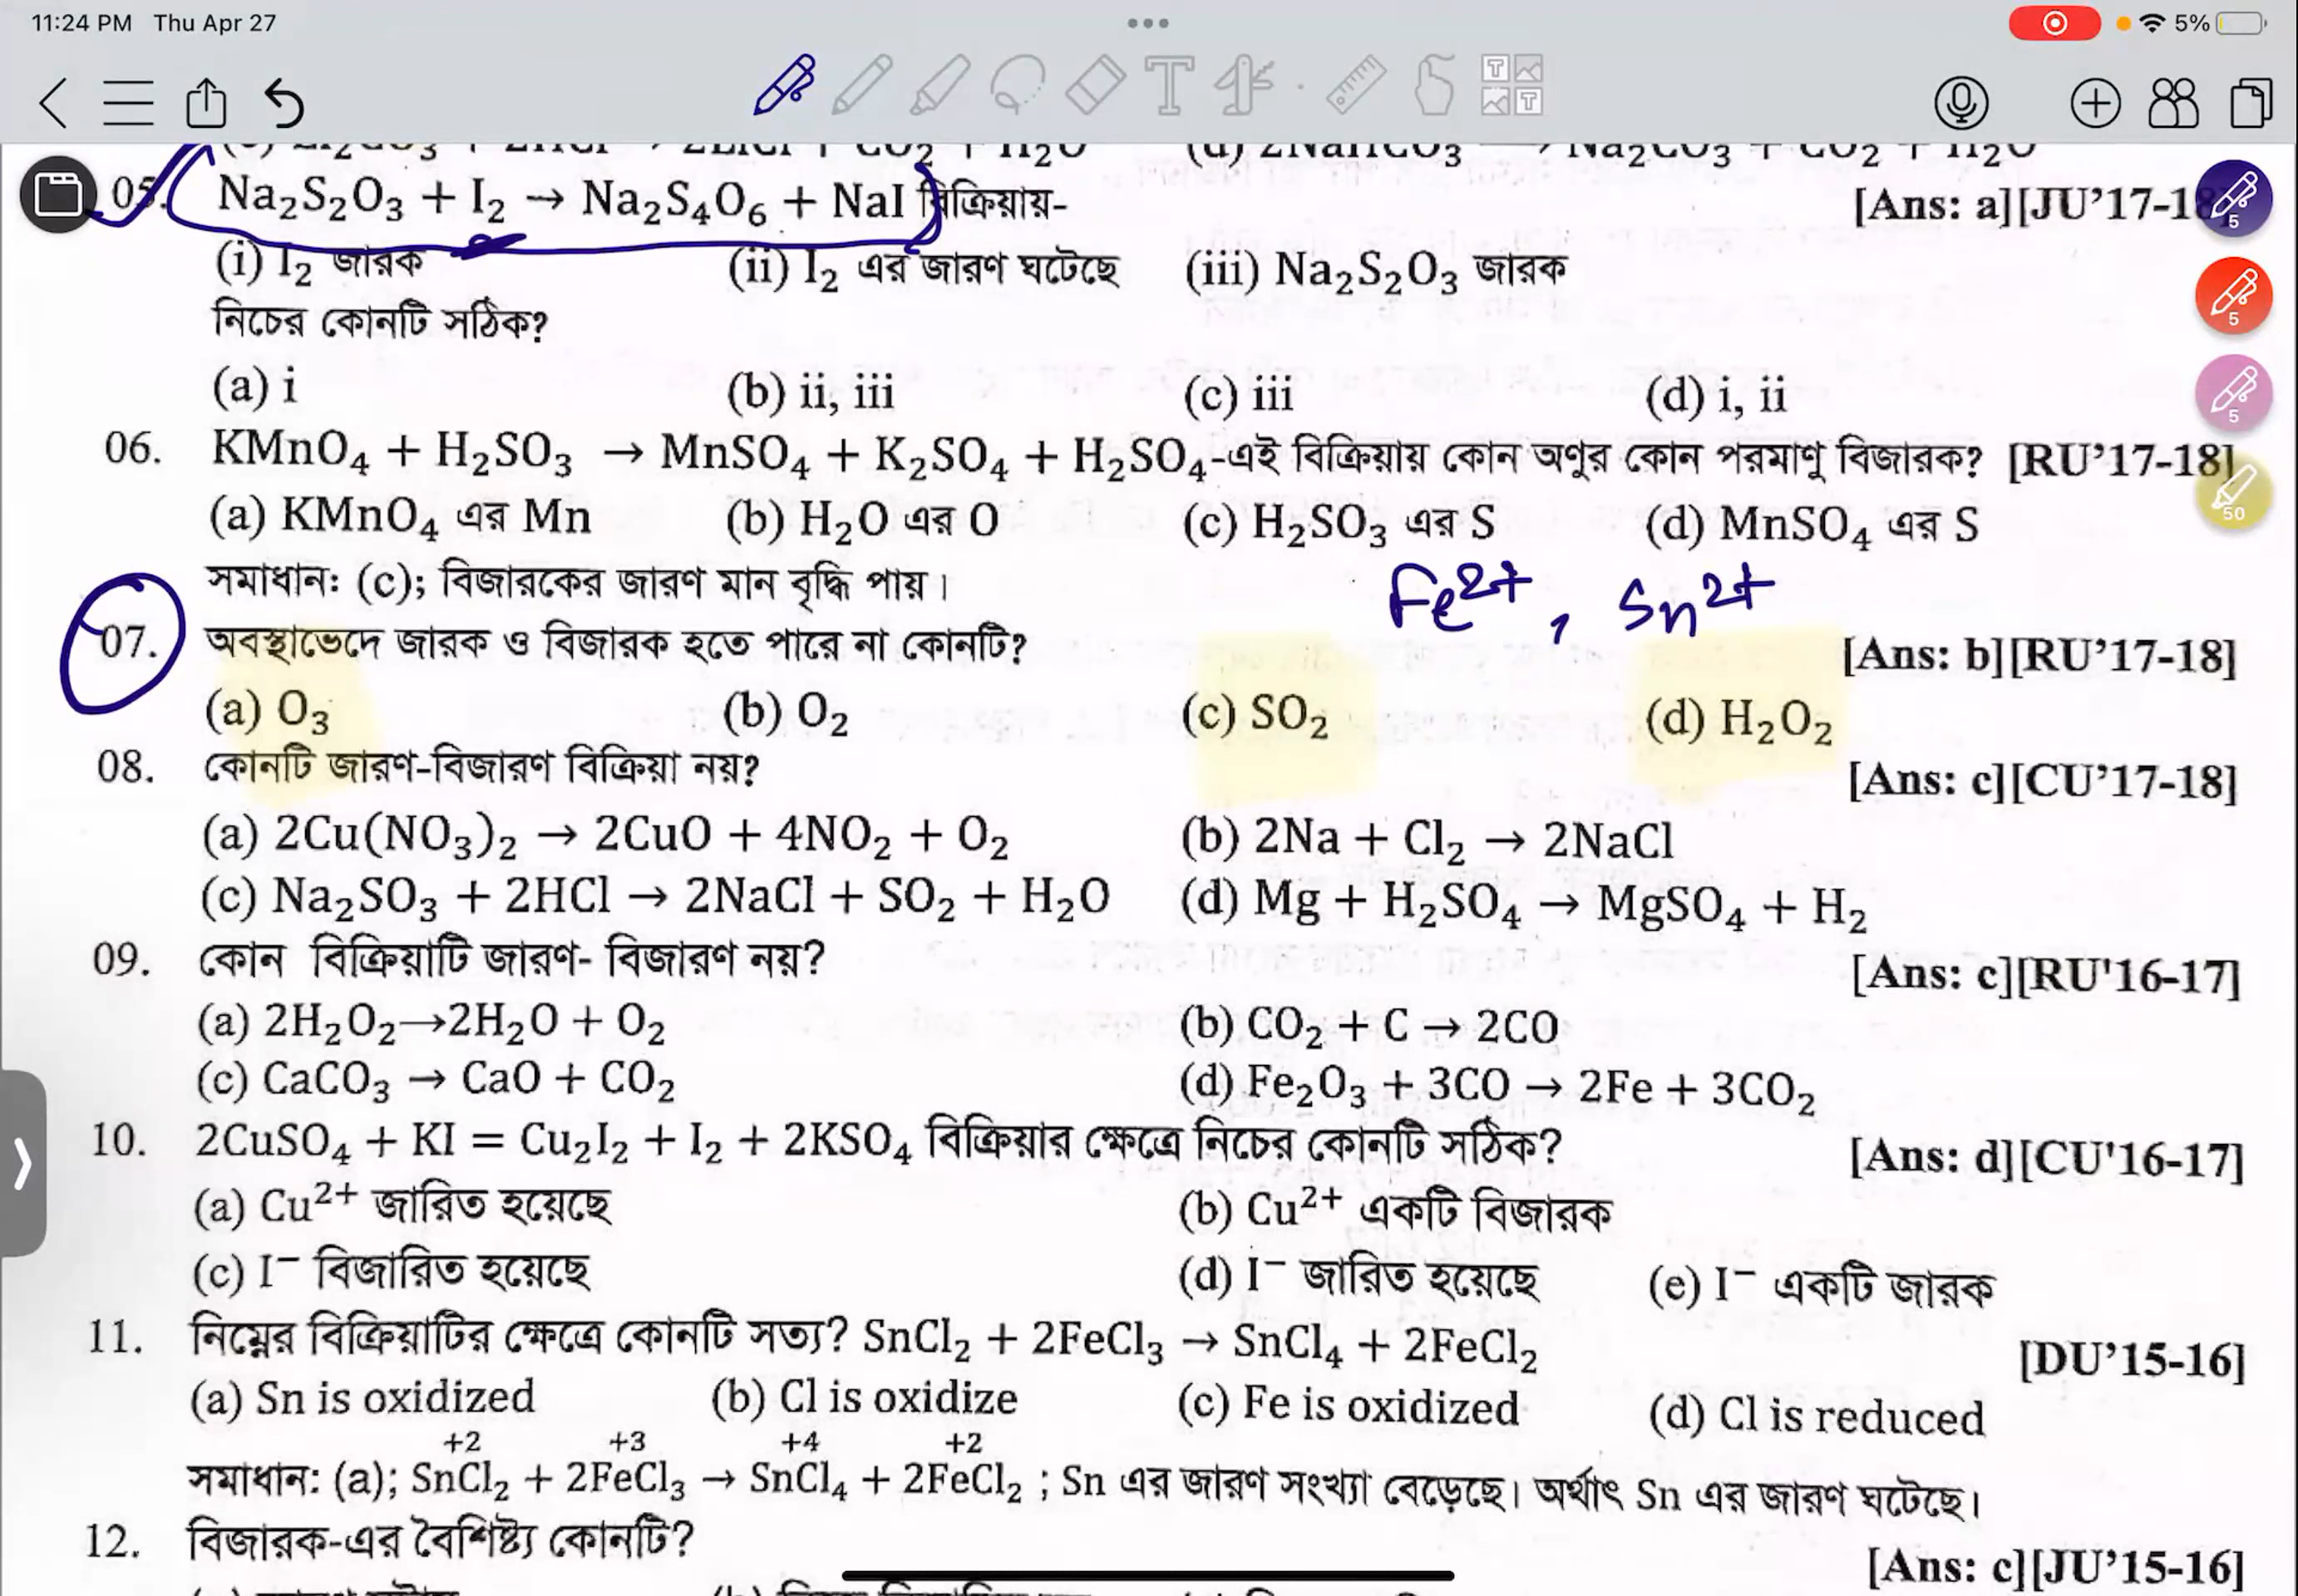 11:24 PM Thu Apr 27
5%
(d) 2NaHCO₃ → Na₂CO₃ + CO₂ + H₂O
05. Na₂S₂O₃ + I₂ → Na₂S₄O₆ + NaI বিক্রিয়ায়- [Ans: a][JU’17-18]
(i) I₂ জারক (ii) I₂ এর জারণ ঘটেছে (iii) Na₂S₂O₃ জারক
নিচের কোনটি সঠিক?
(a) i (b) ii, iii (c) iii (d) i, ii
06. KMnO₄ + H₂SO₃ → MnSO₄ + K₂SO₄ + H₂SO₄-এই বিক্রিয়ায় কোন অণুর কোন পরমাণু বিজারক? [RU’17-18]
(a) KMnO₄ এর Mn (b) H₂O এর O (c) H₂SO₃ এর S (d) MnSO₄ এর S
সমাধান: (c); বিজারকের জারণ মান বৃদ্ধি পায়।
Fe²⁺, Sn²⁺
07. অবস্থাভেদে জারক ও বিজারক হতে পারে না কোনটি? [Ans: b][RU’17-18]
(a) O₃ (b) O₂ (c) SO₂ (d) H₂O₂
08. কোনটি জারণ-বিজারণ বিক্রিয়া নয়? [Ans: c][CU’17-18]
(a) 2Cu(NO₃)₂ → 2CuO + 4NO₂ + O₂ (b) 2Na + Cl₂ → 2NaCl
(c) Na₂SO₃ + 2HCl → 2NaCl + SO₂ + H₂O (d) Mg + H₂SO₄ → MgSO₄ + H₂
09. কোন বিক্রিয়াটি জারণ- বিজারণ নয়? [Ans: c][RU'16-17]
(a) 2H₂O₂→2H₂O + O₂ (b) CO₂ + C → 2CO
(c) CaCO₃ → CaO + CO₂ (d) Fe₂O₃ + 3CO → 2Fe + 3CO₂
10. 2CuSO₄ + KI = Cu₂I₂ + I₂ + 2KSO₄ বিক্রিয়ার ক্ষেত্রে নিচের কোনটি সঠিক? [Ans: d][CU'16-17]
(a) Cu²⁺ জারিত হয়েছে (b) Cu²⁺ একটি বিজারক
(c) I⁻ বিজারিত হয়েছে (d) I⁻ জারিত হয়েছে (e) I⁻ একটি জারক
11. নিম্নের বিক্রিয়াটির ক্ষেত্রে কোনটি সত্য? SnCl₂ + 2FeCl₃ → SnCl₄ + 2FeCl₂ [DU’15-16]
(a) Sn is oxidized (b) Cl is oxidize (c) Fe is oxidized (d) Cl is reduced
+2 +3 +4 +2
সমাধান: (a); SnCl₂ + 2FeCl₃ → SnCl₄ + 2FeCl₂ ; Sn এর জারণ সংখ্যা বেড়েছে। অর্থাৎ Sn এর জারণ ঘটেছে।
12. বিজারক-এর বৈশিষ্ট্য কোনটি? [Ans: c][JU’15-16]
5
5
5
50